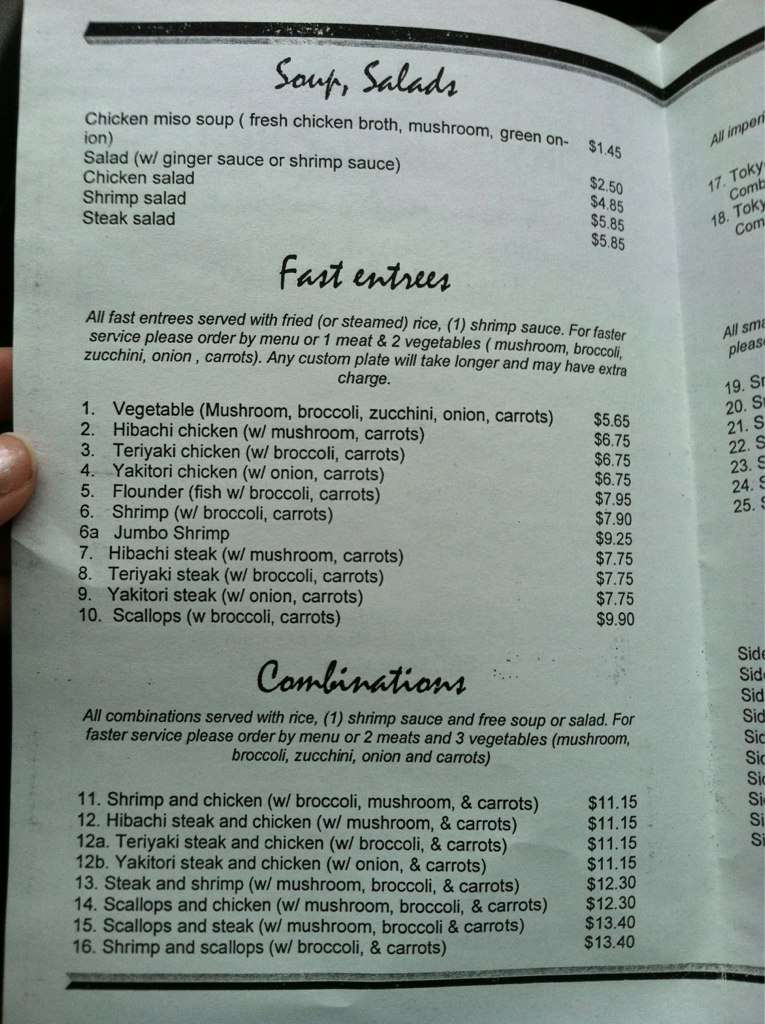 Soup, Salads
Chicken miso soup ( fresh chicken broth, mushroom, green on-
ion) $1.45
Salad (w/ ginger sauce or shrimp sauce) $2.50
Chicken salad $4.85
Shrimp salad $5.85
Steak salad $5.85
Fast entrees
All fast entrees served with fried (or steamed) rice, (1) shrimp sauce. For faster
service please order by menu or 1 meat & 2 vegetables ( mushroom, broccoli,
zucchini, onion , carrots). Any custom plate will take longer and may have extra
charge.
1. Vegetable (Mushroom, broccoli, zucchini, onion, carrots) $5.65
2. Hibachi chicken (w/ mushroom, carrots) $6.75
3. Teriyaki chicken (w/ broccoli, carrots) $6.75
4. Yakitori chicken (w/ onion, carrots) $6.75
5. Flounder (fish w/ broccoli, carrots) $7.95
6. Shrimp (w/ broccoli, carrots) $7.90
6a Jumbo Shrimp $9.25
7. Hibachi steak (w/ mushroom, carrots) $7.75
8. Teriyaki steak (w/ broccoli, carrots) $7.75
9. Yakitori steak (w/ onion, carrots) $7.75
10. Scallops (w broccoli, carrots) $9.90
Combinations
All combinations served with rice, (1) shrimp sauce and free soup or salad. For
faster service please order by menu or 2 meats and 3 vegetables (mushroom,
broccoli, zucchini, onion and carrots)
11. Shrimp and chicken (w/ broccoli, mushroom, & carrots) $11.15
12. Hibachi steak and chicken (w/ mushroom, & carrots) $11.15
12a. Teriyaki steak and chicken (w/ broccoli, & carrots) $11.15
12b. Yakitori steak and chicken (w/ onion, & carrots) $11.15
13. Steak and shrimp (w/ mushroom, broccoli, & carrots) $12.30
14. Scallops and chicken (w/ mushroom, broccoli, & carrots) $12.30
15. Scallops and steak (w/ mushroom, broccoli & carrots) $13.40
16. Shrimp and scallops (w/ broccoli, & carrots) $13.40
All
17.
18.
All
19.
20.
21.
22.
23.
24.
25.